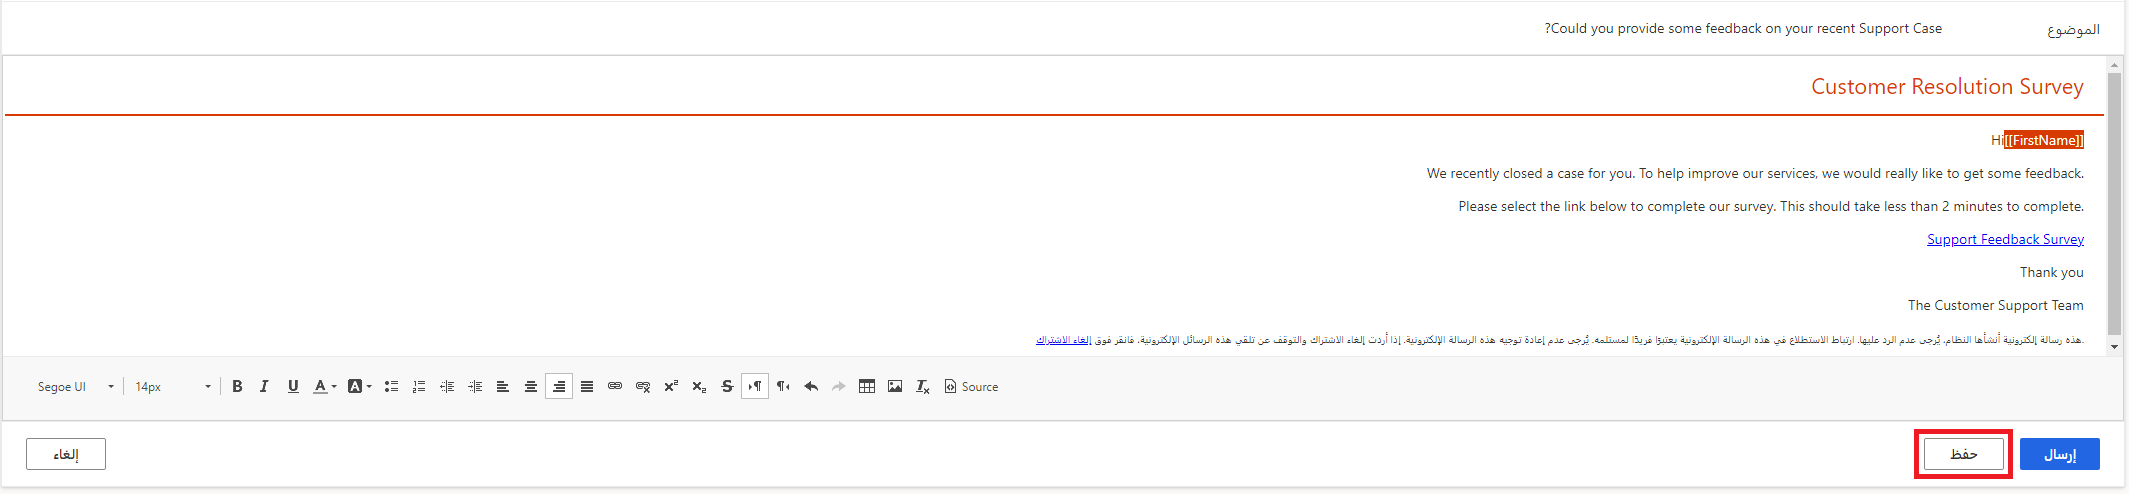 الموضوع ?Could you provide some feedback on your recent Support Case
Customer Resolution Survey
Hi[[FirstName]]
We recently closed a case for you. To help improve our services, we would really like to get some feedback.
Please select the link below to complete our survey. This should take less than 2 minutes to complete.
Support Feedback Survey
Thank you
The Customer Support Team
هذه رسالة إلكترونية أنشأها النظام، يُرجى عدم الرد عليها. ارتباط الاستطلاع في هذه الرسالة الإلكترونية يعتبرًا فريدًا لمستلمه. يُرجى عدم إعادة توجيه هذه الرسالة الإلكترونية. إذا أردت إلغاء الاشتراك والتوقف عن تلقي هذه الرسائل الإلكترونية، فانقر فوق إلغاء الاشتراك.
Segoe UI 14px B I U A A S Source
إرسال حفظ إلغاء